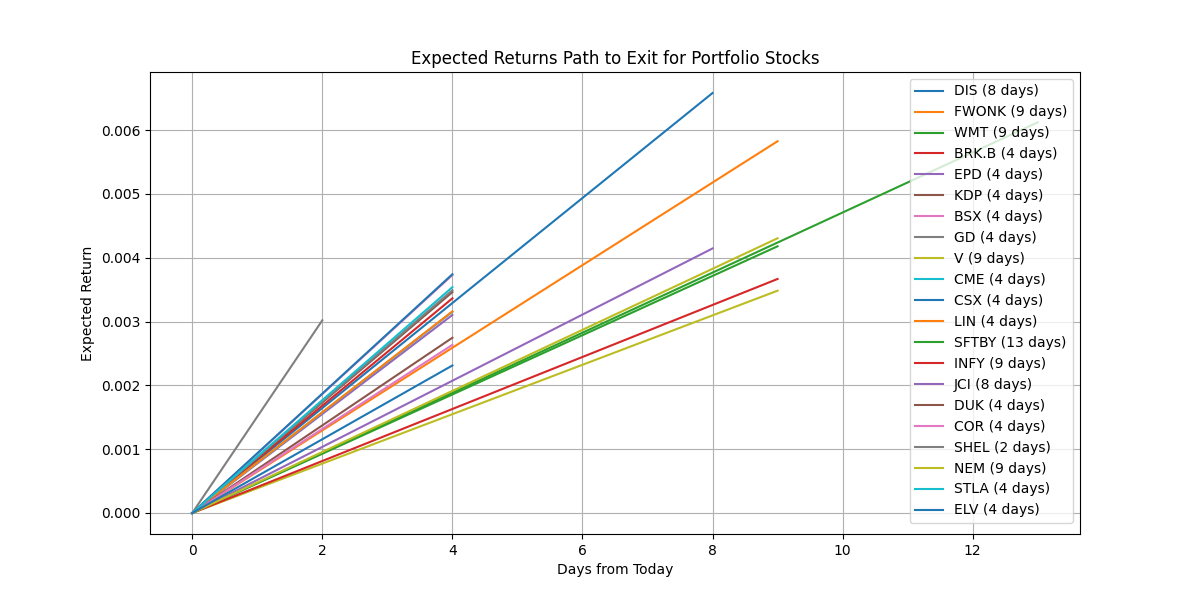 Expected Returns Path to Exit for Portfolio Stocks
Expected Return
0.006
0.005
0.004
0.003
0.002
0.001
0.000
0 2 4 6 8 10 12
Days from Today
DIS (8 days)
FWONK (9 days)
WMT (9 days)
BRK.B (4 days)
EPD (4 days)
KDP (4 days)
BSX (4 days)
GD (4 days)
V (9 days)
CME (4 days)
CSX (4 days)
LIN (4 days)
SFTBY (13 days)
INFY (9 days)
JCI (8 days)
DUK (4 days)
COR (4 days)
SHEL (2 days)
NEM (9 days)
STLA (4 days)
ELV (4 days)